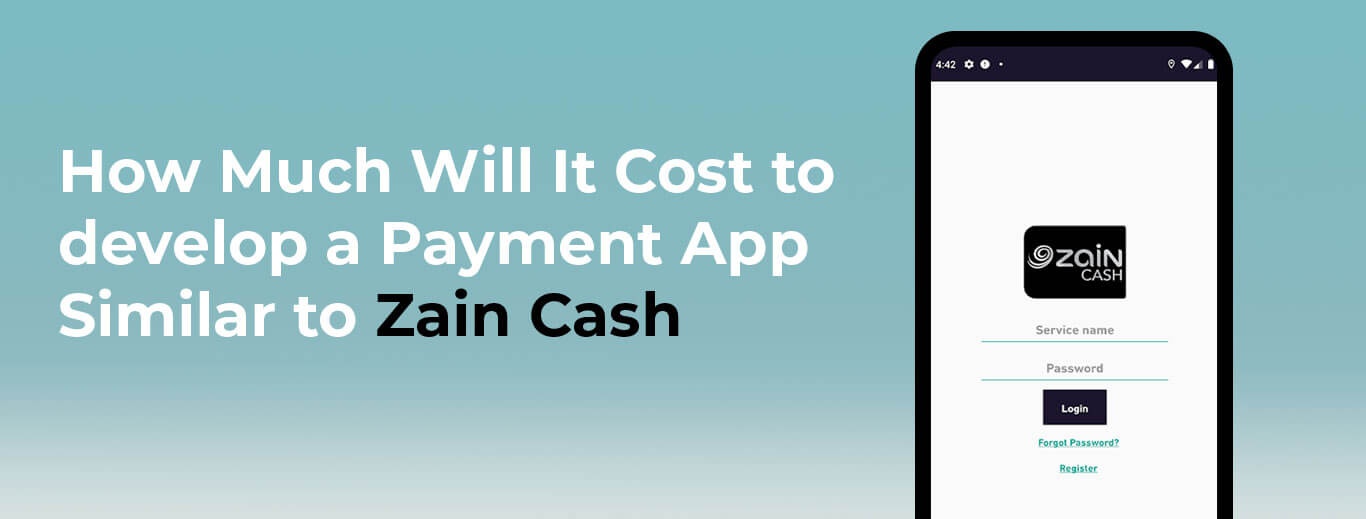 How Much Will It Cost to
develop a Payment App
Similar to Zain Cash
4:42
zain
CASH
Service name
Password
Login
Forgot Password?
Register